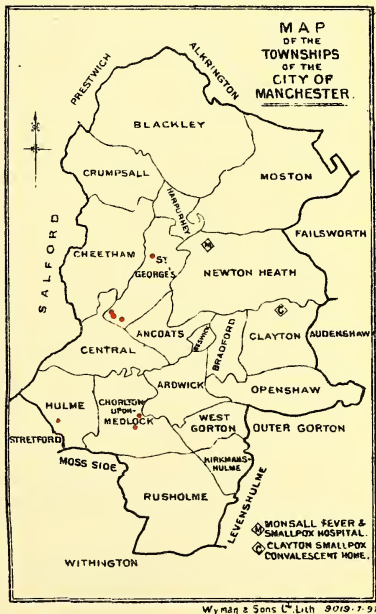 MAP
OF THE
TOWNSHIPS
OF THE
CITY OF
MANCHESTER.
PRESTWICH
ALKRINGTON
BLACKLEY
CRUMPSALL
HARPURHEY
MOSTON
SALFORD
CHEETHAM
ST
GEORGES
M
FAILSWORTH
NEWTON HEATH
C
CENTRAL
ANCOATS
BESWICK
BRADFORD
CLAYTON
AUDENSHAW
ARDWICK
OPENSHAW
HULME
CHORLTON
UPON-
MEDLOCK
WEST
GORTON
OUTER GORTON
STRETFORD
MOSS SIDE
KIRKMANS-
HULME
RUSHOLME
LEVENSHULME
WITHINGTON
M MONSALL FEVER &
SMALLPOX HOSPITAL.
C CLAYTON SMALLPOX
CONVALESCENT HOME.
Wyman & Sons Ld. Lith